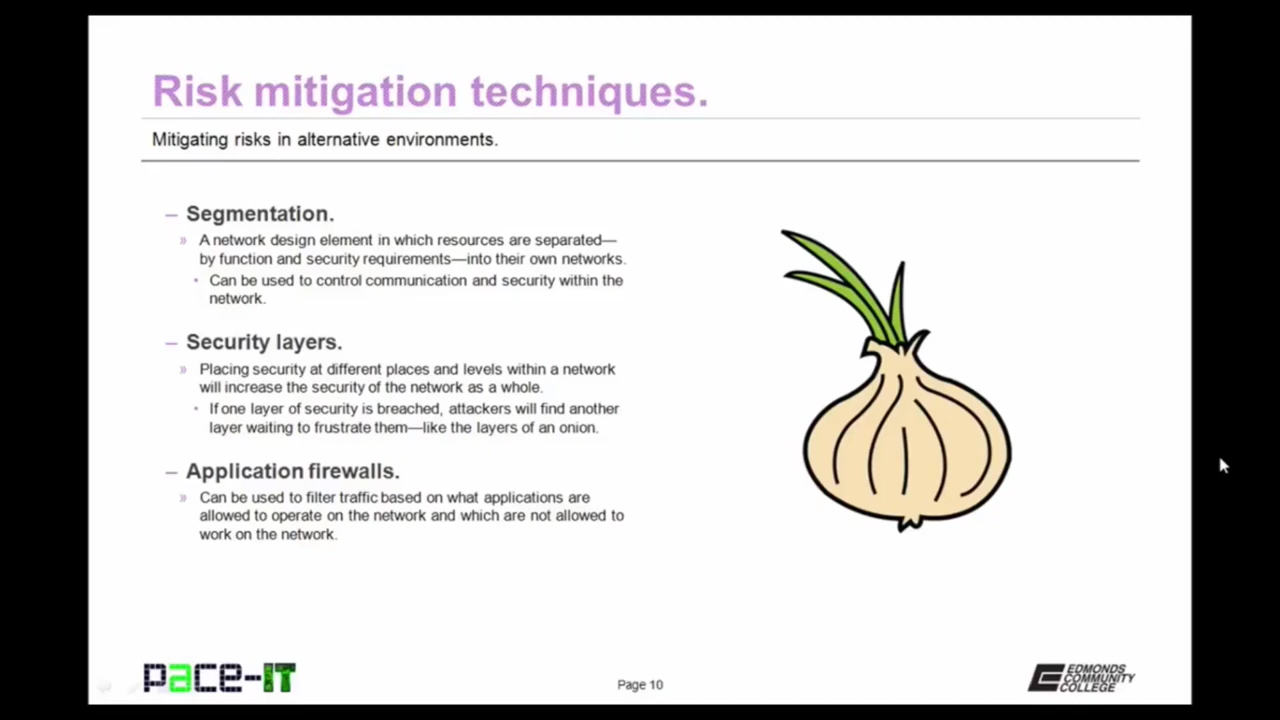 Risk mitigation techniques.
Mitigating risks in alternative environments.
– Segmentation.
» A network design element in which resources are separated—
by function and security requirements—into their own networks.
• Can be used to control communication and security within the
network.
– Security layers.
» Placing security at different places and levels within a network
will increase the security of the network as a whole.
• If one layer of security is breached, attackers will find another
layer waiting to frustrate them—like the layers of an onion.
– Application firewalls.
» Can be used to filter traffic based on what applications are
allowed to operate on the network and which are not allowed to
work on the network.
pace-IT
Page 10
EDMONDS
COMMUNITY
COLLEGE